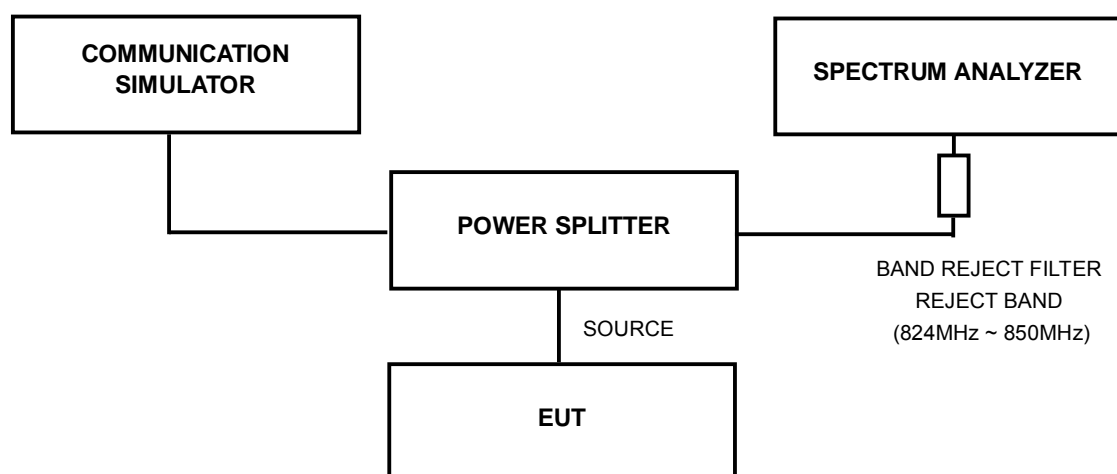 COMMUNICATION
SIMULATOR
SPECTRUM ANALYZER
POWER SPLITTER
BAND REJECT FILTER
REJECT BAND
(824MHz ~ 850MHz)
SOURCE
EUT